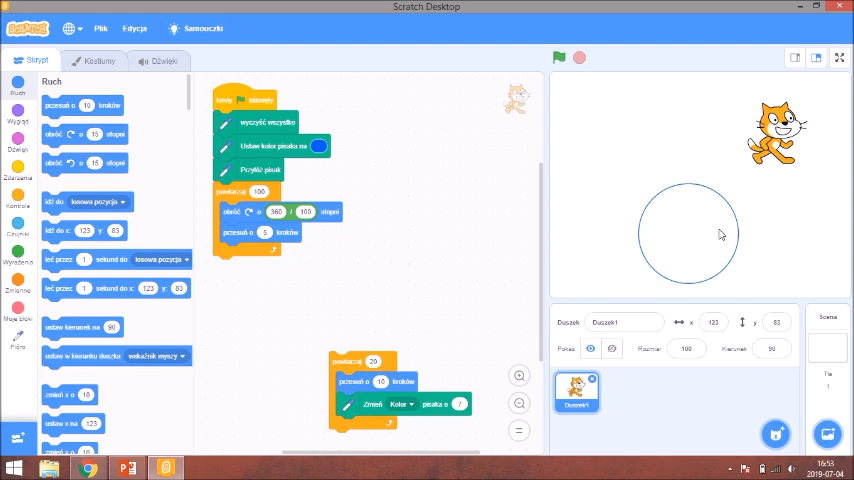 Scratch Desktop
SCRATCH
Plik
Edycja
Samouczki
Skrypt
Kostiumy
Dźwięki
Ruch
Wygląd
Dźwięk
Zdarzenia
Kontrola
Czujniki
Wyrażenia
Zmienne
Moje bloki
Pióro
Ruch
przesuń o 10 kroków
obróć o 15 stopni
obróć o 15 stopni
idź do losowa pozycja
idź do x: 123 y: 83
leć przez 1 sekund do losowa pozycja
leć przez 1 sekund do x: 123 y: 83
ustaw kierunek na 90
ustaw w kierunku duszka wskaźnik myszy
zmień x o 10
ustaw x na 123
zmień y o 10
kiedy kliknięty
wyczyść wszystko
Ustaw kolor pisaka na
Przyłóż pisak
powtarzaj 100
obróć o 360 / 100 stopni
przesuń o 5 kroków
powtarzaj 20
przesuń o 10 kroków
Zmień Kolor pisaka o 7
Duszek Duszek1 x 123 y 83
Pokaż Rozmiar 100 Kierunek 90
Duszek1
Scena
Tła
1
16:53
2019-07-04